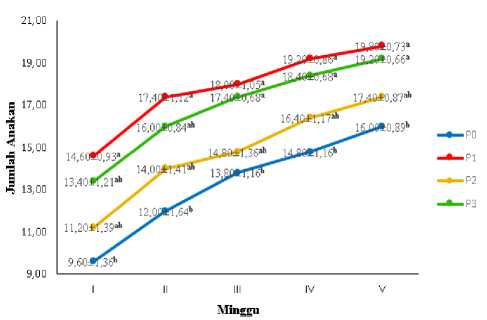 21,00
19,00
17,00
15,00
13,00
11,00
9,00
Jumlah Anakan
14,60±0,93ᵃ
17,40±1,12ᵃ
18,00±1,05ᵃ
19,20±0,86ᵃ
19,80±0,73ᵃ
13,40±1,21ᵃᵇ
16,00±0,84ᵃᵇ
17,40±0,68ᵃ
18,40±0,68ᵃ
19,20±0,66ᵃ
11,20±1,39ᵃᵇ
14,00±1,41ᵃᵇ
14,80±1,36ᵃᵇ
16,40±1,17ᵃᵇ
17,40±0,87ᵃᵇ
9,60±1,36ᵇ
12,00±1,64ᵇ
13,80±1,16ᵇ
14,80±1,16ᵇ
16,00±0,89ᵇ
I II III IV V
Minggu
P0
P1
P2
P3